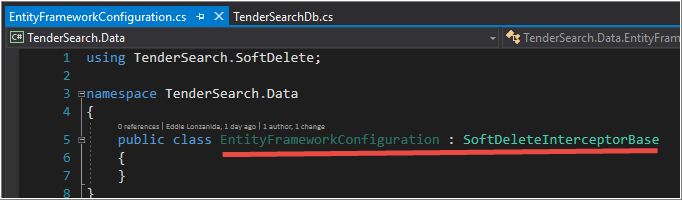 EntityFrameworkConfiguration.cs TenderSearchDb.cs
C# TenderSearch.Data TenderSearch.Data.EntityFram
1 using TenderSearch.SoftDelete;
2
3 namespace TenderSearch.Data
4 {
0 references | Eddie Lonzanida, 1 day ago | 1 author, 1 change
5 public class EntityFrameworkConfiguration : SoftDeleteInterceptorBase
6 {
7 }
8 }